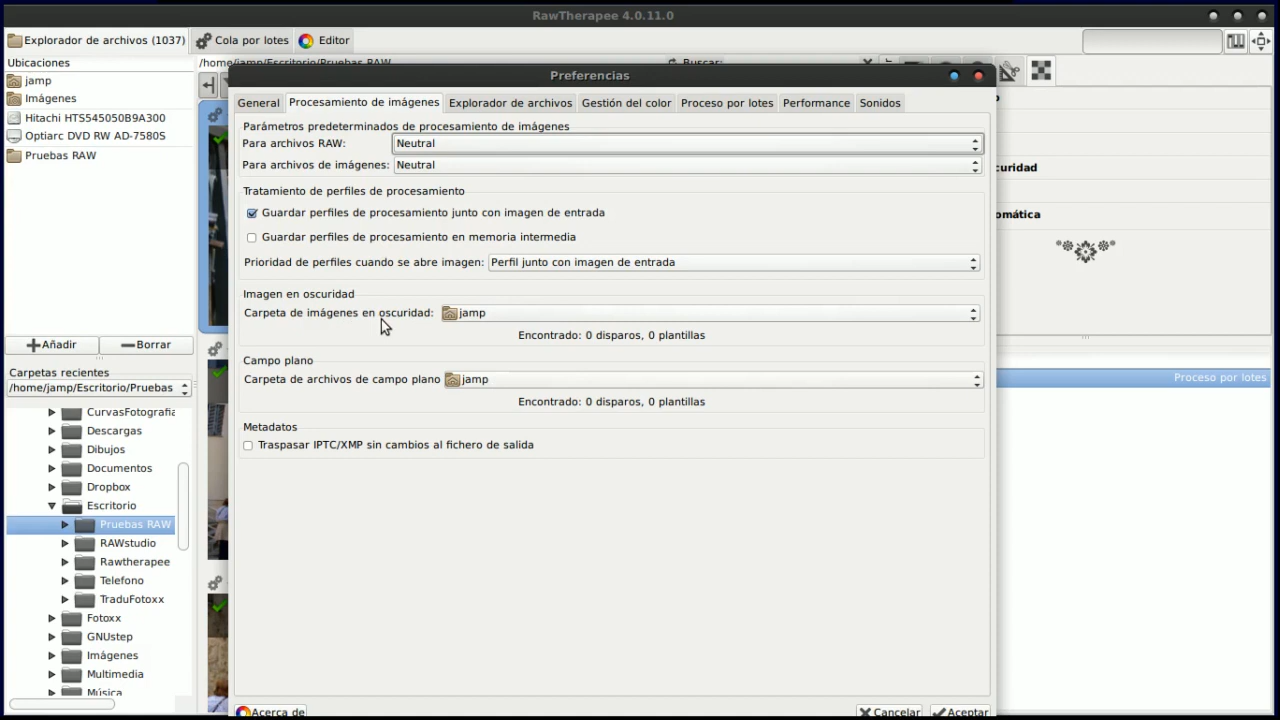 RawTherapee 4.0.11.0
Explorador de archivos (1037)
Cola por lotes
Editor
Ubicaciones
jamp
Imágenes
Hitachi HTS545050B9A300
Optiarc DVD RW AD-7580S
Pruebas RAW
Añadir
Borrar
Carpetas recientes
/home/jamp/Escritorio/Pruebas
CurvasFotografia
Descargas
Dibujos
Documentos
Dropbox
Escritorio
Pruebas RAW
RAWstudio
Rawtherapee
Telefono
TraduFotoxx
Fotoxx
GNUstep
Imágenes
Multimedia
Música
/home/jamp/Escritorio/Pruebas RAW
Buscar:
Preferencias
General
Procesamiento de imágenes
Explorador de archivos
Gestión del color
Proceso por lotes
Performance
Sonidos
Parámetros predeterminados de procesamiento de imágenes
Para archivos RAW: Neutral
Para archivos de imágenes: Neutral
Tratamiento de perfiles de procesamiento
Guardar perfiles de procesamiento junto con imagen de entrada
Guardar perfiles de procesamiento en memoria intermedia
Prioridad de perfiles cuando se abre imagen: Perfil junto con imagen de entrada
Imagen en oscuridad
Carpeta de imágenes en oscuridad: jamp
Encontrado: 0 disparos, 0 plantillas
Campo plano
Carpeta de archivos de campo plano jamp
Encontrado: 0 disparos, 0 plantillas
Metadatos
Traspasar IPTC/XMP sin cambios al fichero de salida
Acerca de
Cancelar
Aceptar
curidad
omática
Proceso por lotes